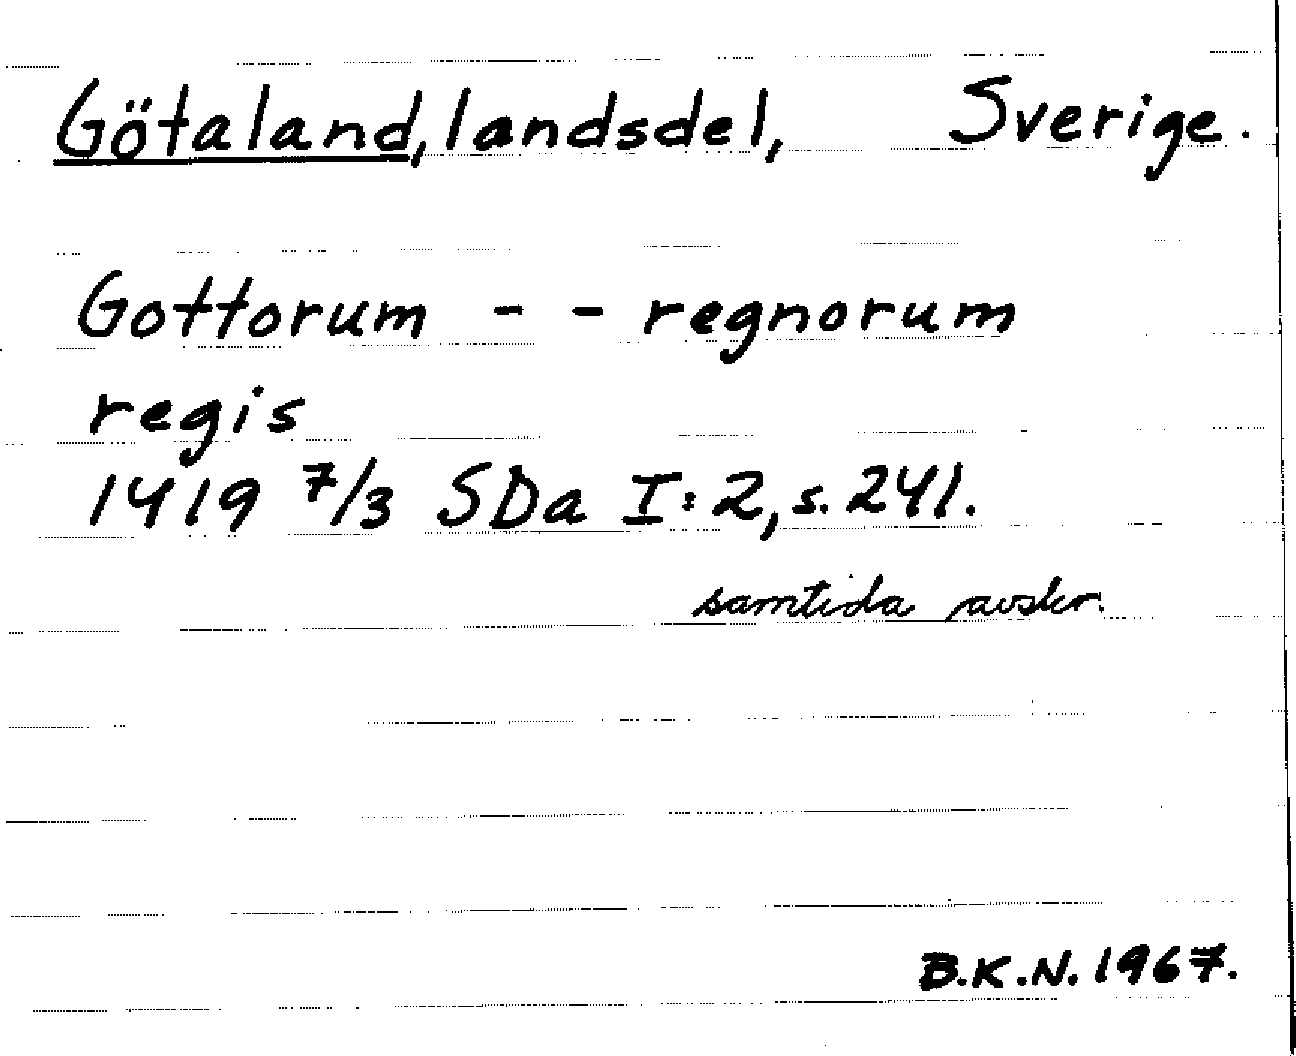 Götaland, landsdel, Sverige.
Gottorum - - regnorum
regis
1419 7/3 SDa I:2, s. 241.
samtida avskr.
B.K.N. 1967.